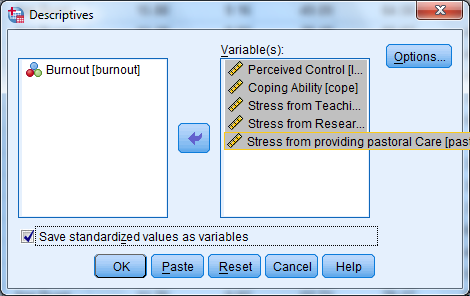 Descriptives
Variable(s):
Burnout [burnout]
Perceived Control [l...
Coping Ability [cope]
Stress from Teachi...
Stress from Resear...
Stress from providing pastoral Care [pas
Options...
Save standardized values as variables
OK
Paste
Reset
Cancel
Help